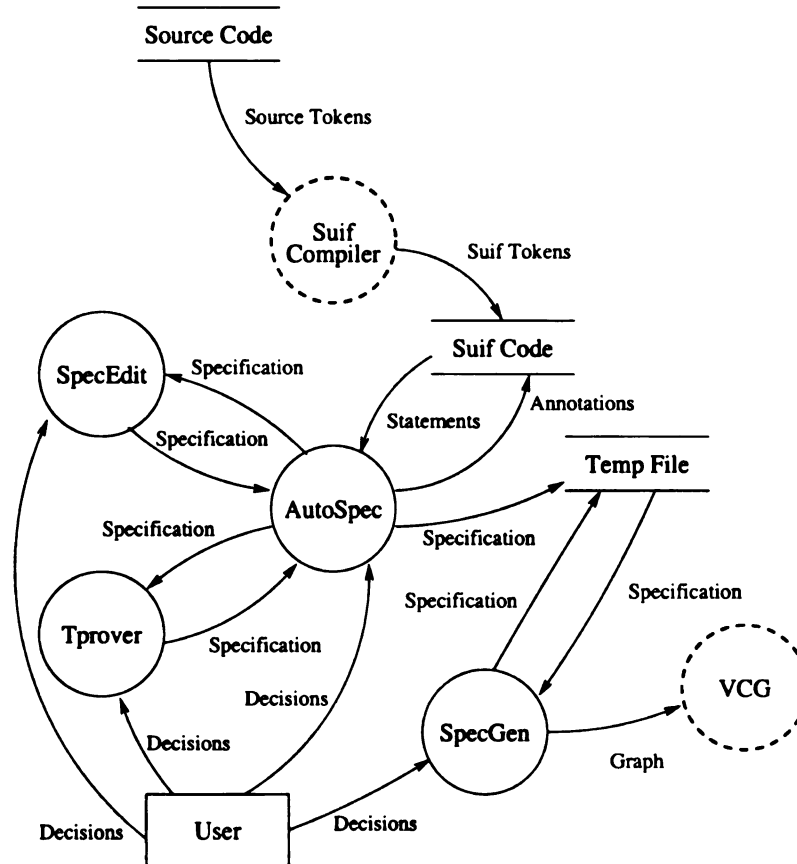 Source Code
Source Tokens
Suif
Compiler
Suif Tokens
Suif Code
SpecEdit
Specification
Statements
Annotations
Specification
Temp File
AutoSpec
Specification
Specification
Specification
Specification
Tprover
Specification
Decisions
VCG
SpecGen
Decisions
Graph
User
Decisions
Decisions